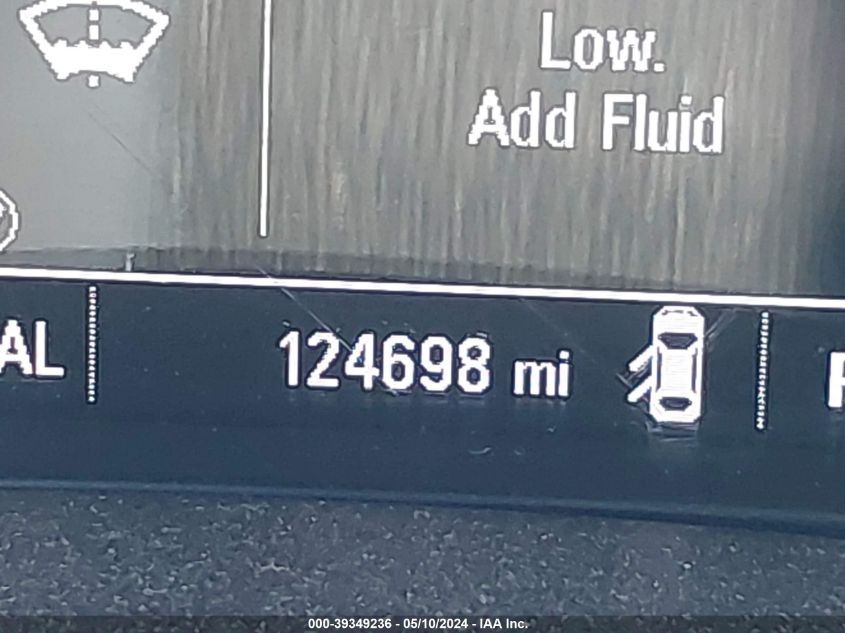 Low.
Add Fluid
AL
124698 mi
000-39349236 - 05/10/2024 - IAA Inc.